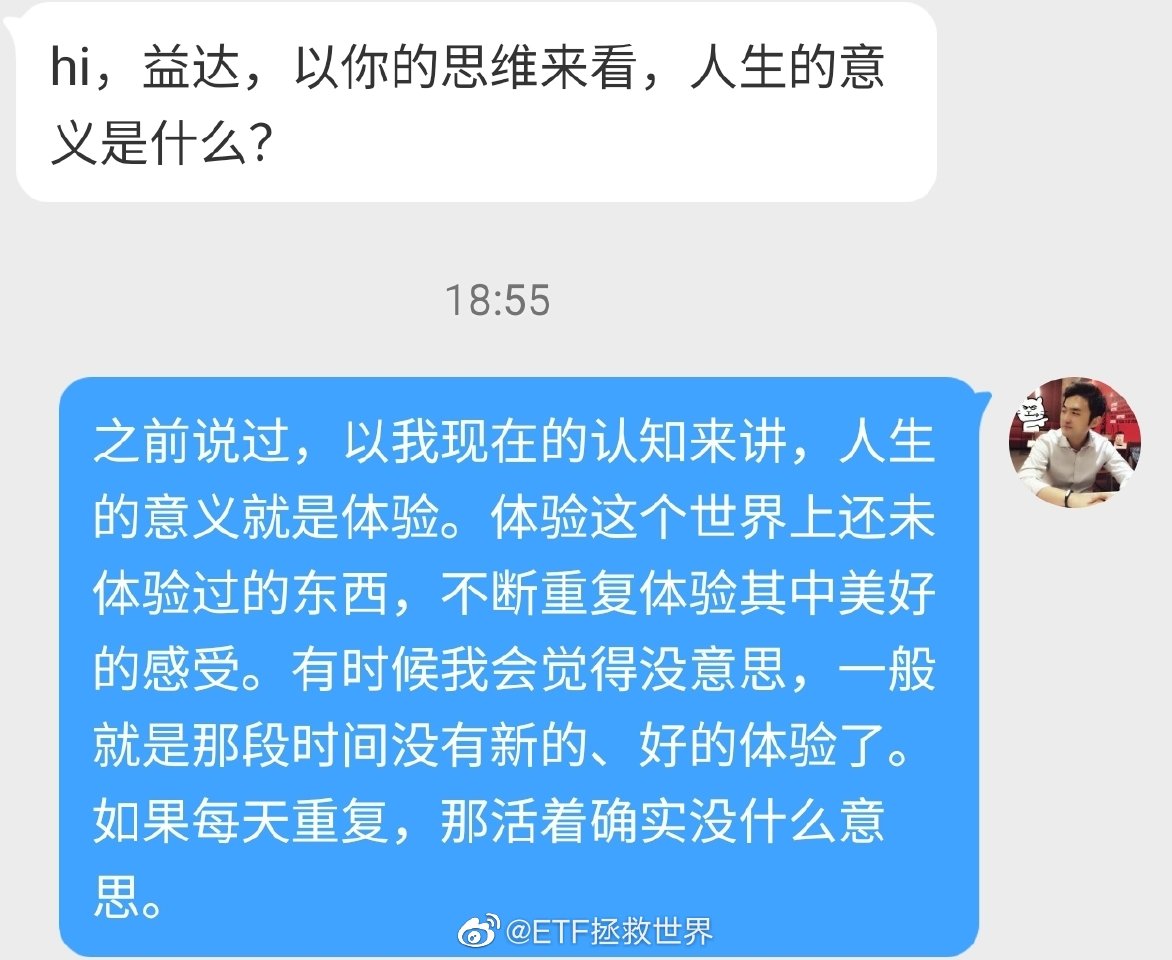 hi，益达，以你的思维来看，人生的意
义是什么？
18:55
之前说过，以我现在的认知来讲，人生
的意义就是体验。体验这个世界上还未
体验过的东西，不断重复体验其中美好
的感受。有时候我会觉得没意思，一般
就是那段时间没有新的、好的体验了。
如果每天重复，那活着确实没什么意
思。
@ETF拯救世界